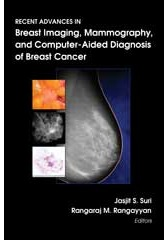 RECENT ADVANCES IN
Breast Imaging, Mammography,
and Computer-Aided Diagnosis
of Breast Cancer
Jasjit S. Suri
Rangaraj M. Rangayyan
Editors